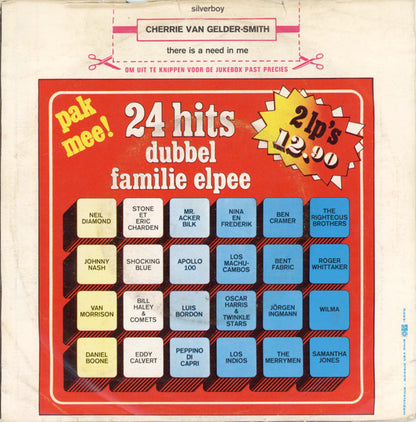 silverboy
CHERRIE VAN GELDER-SMITH
there is a need in me
OM UIT TE KNIPPEN VOOR DE JUKEBOX PAST PRECIES
pak
mee!
24 hits
dubbel
familie elpee
2 lp's
12.90
NEIL
DIAMOND
STONE
ET
ERIC
CHARDEN
MR.
ACKER
BILK
NINA
EN
FREDERIK
BEN
CRAMER
THE
RIGHTEOUS
BROTHERS
JOHNNY
NASH
SHOCKING
BLUE
APOLLO
100
LOS
MACHU-
CAMBOS
BENT
FABRIC
ROGER
WHITTAKER
VAN
MORRISON
BILL
HALEY
&
COMETS
LUIS
BORDON
OSCAR
HARRIS
&
TWINKLE
STARS
JÖRGEN
INGMANN
WILMA
DANIEL
BOONE
EDDY
CALVERT
PEPPINO
DI
CAPRI
LOS
INDIOS
THE
MERRYMEN
SAMANTHA
JONES